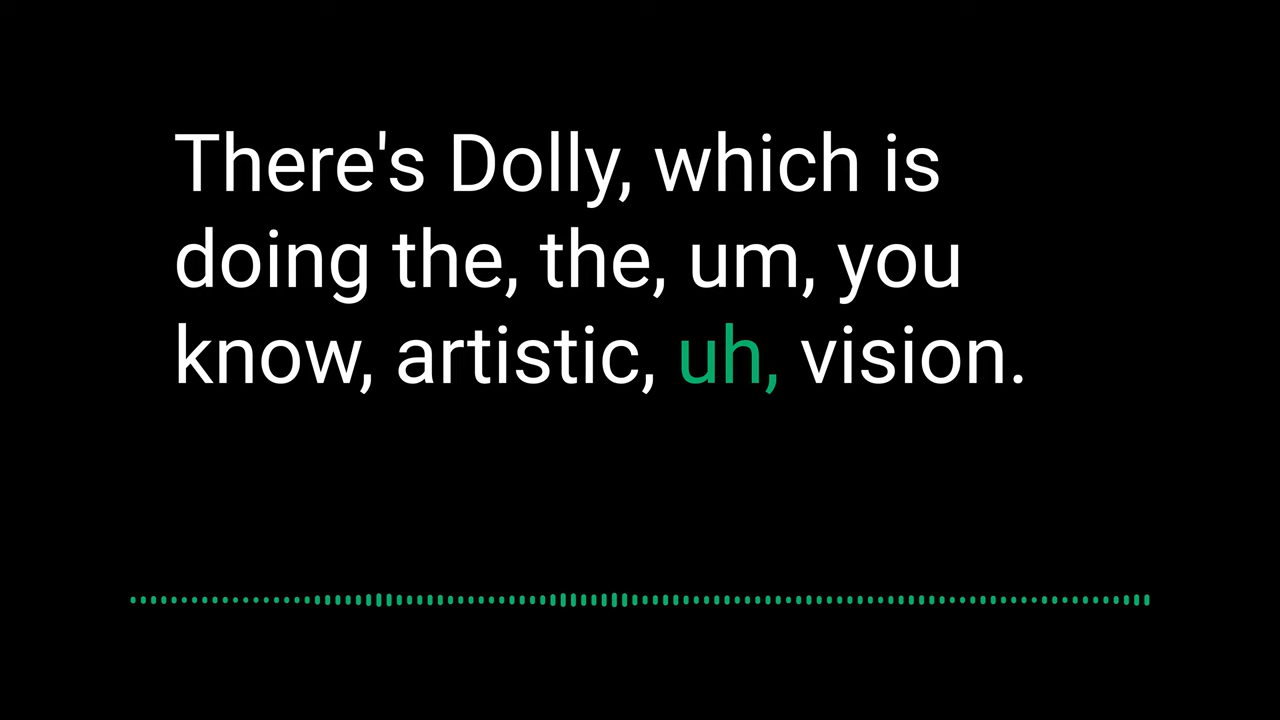 There's Dolly, which is
doing the, the, um, you
know, artistic, uh, vision.